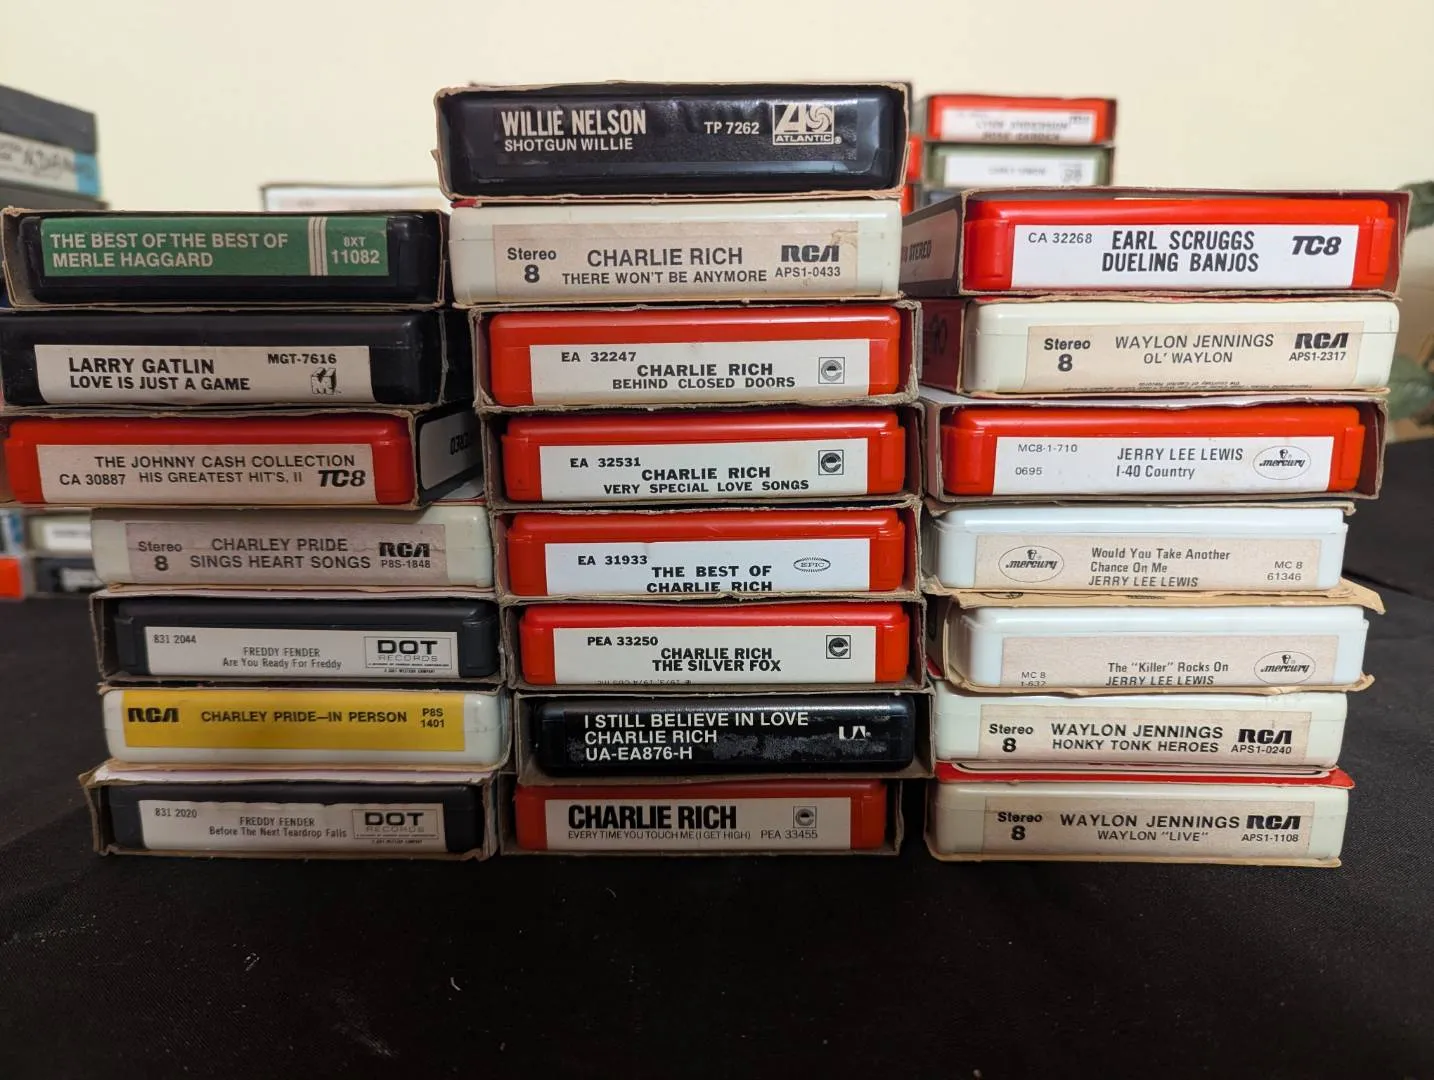 WILLIE NELSON
SHOTGUN WILLIE
TP 7262
ATLANTIC
THE BEST OF THE BEST OF
MERLE HAGGARD
8XT
11082
LARRY GATLIN
LOVE IS JUST A GAME
MGT-7616
THE JOHNNY CASH COLLECTION
CA 30887 HIS GREATEST HIT'S, II
TC8
Stereo
8
CHARLEY PRIDE
SINGS HEART SONGS
RCA
P8S-1848
831 2044
FREDDY FENDER
Are You Ready For Freddy
DOT
RECORDS
RCA
CHARLEY PRIDE—IN PERSON
P8S
1401
831 2020
FREDDY FENDER
Before The Next Teardrop Falls
DOT
RECORDS
Stereo
8
CHARLIE RICH
THERE WON'T BE ANYMORE
RCA
APS1-0433
EA 32247
CHARLIE RICH
BEHIND CLOSED DOORS
EA 32531
CHARLIE RICH
VERY SPECIAL LOVE SONGS
EA 31933
THE BEST OF
CHARLIE RICH
EPIC
PEA 33250
CHARLIE RICH
THE SILVER FOX
I STILL BELIEVE IN LOVE
CHARLIE RICH
UA-EA876-H
UA
CHARLIE RICH
EVERY TIME YOU TOUCH ME (I GET HIGH)
PEA 33455
STEREO
CA 32268
EARL SCRUGGS
DUELING BANJOS
TC8
Stereo
8
WAYLON JENNINGS
OL' WAYLON
RCA
APS1-2317
MC8-1-710
0695
JERRY LEE LEWIS
I-40 Country
mercury
mercury
Would You Take Another
Chance On Me
JERRY LEE LEWIS
MC 8
61346
MC 8
1-637
The "Killer" Rocks On
JERRY LEE LEWIS
mercury
Stereo
8
WAYLON JENNINGS
HONKY TONK HEROES
RCA
APS1-0240
Stereo
8
WAYLON JENNINGS
WAYLON "LIVE"
RCA
APS1-1108